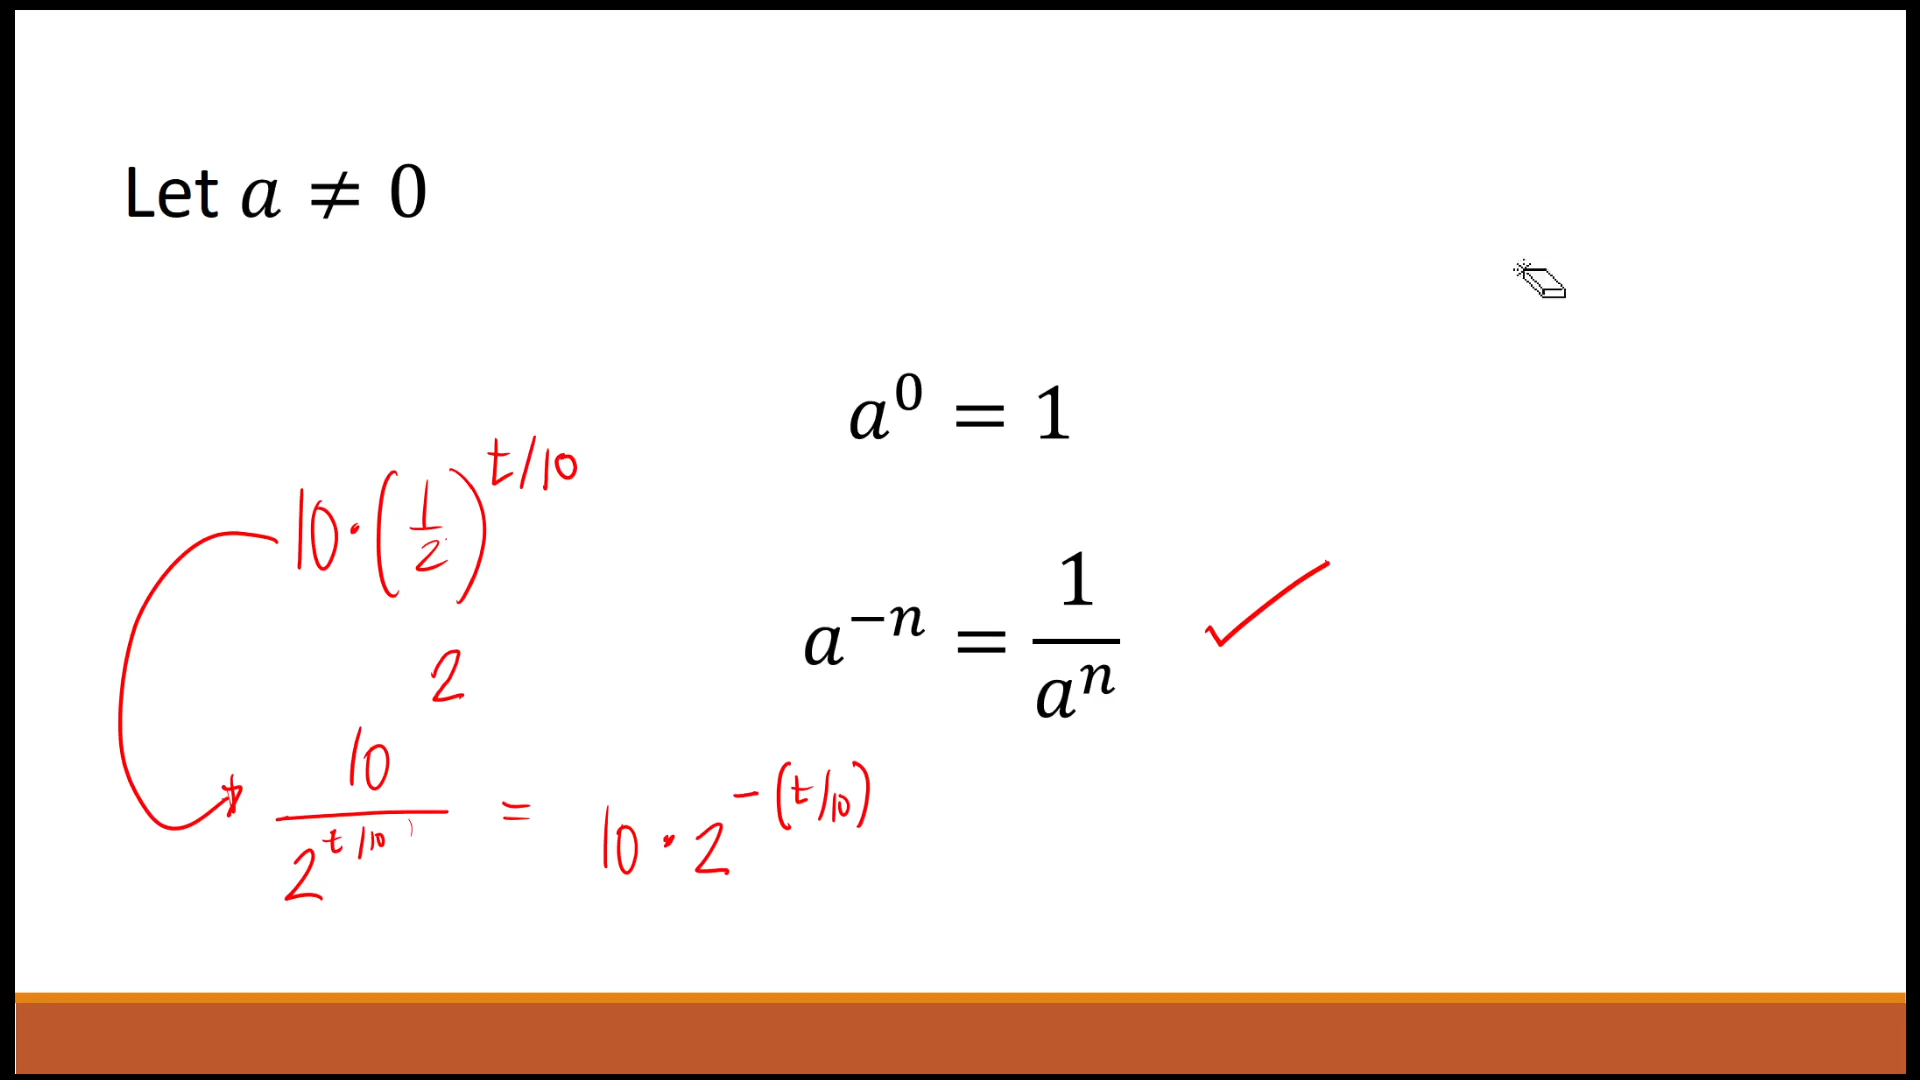 Let a ≠ 0
a⁰ = 1
10 · (1/2)^{t/10}
a^{-n} = 1/aⁿ
2
10/2^{t/10} = 10 · 2^{-(t/10)}